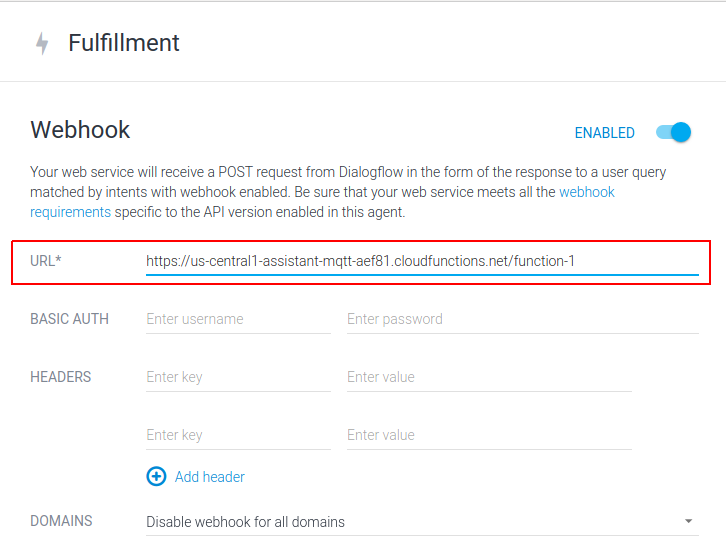 Fulfillment
Webhook
ENABLED
Your web service will receive a POST request from Dialogflow in the form of the response to a user query
matched by intents with webhook enabled. Be sure that your web service meets all the webhook
requirements specific to the API version enabled in this agent.
URL* https://us-central1-assistant-mqtt-aef81.cloudfunctions.net/function-1
BASIC AUTH Enter username Enter password
HEADERS Enter key Enter value
Enter key Enter value
Add header
DOMAINS Disable webhook for all domains